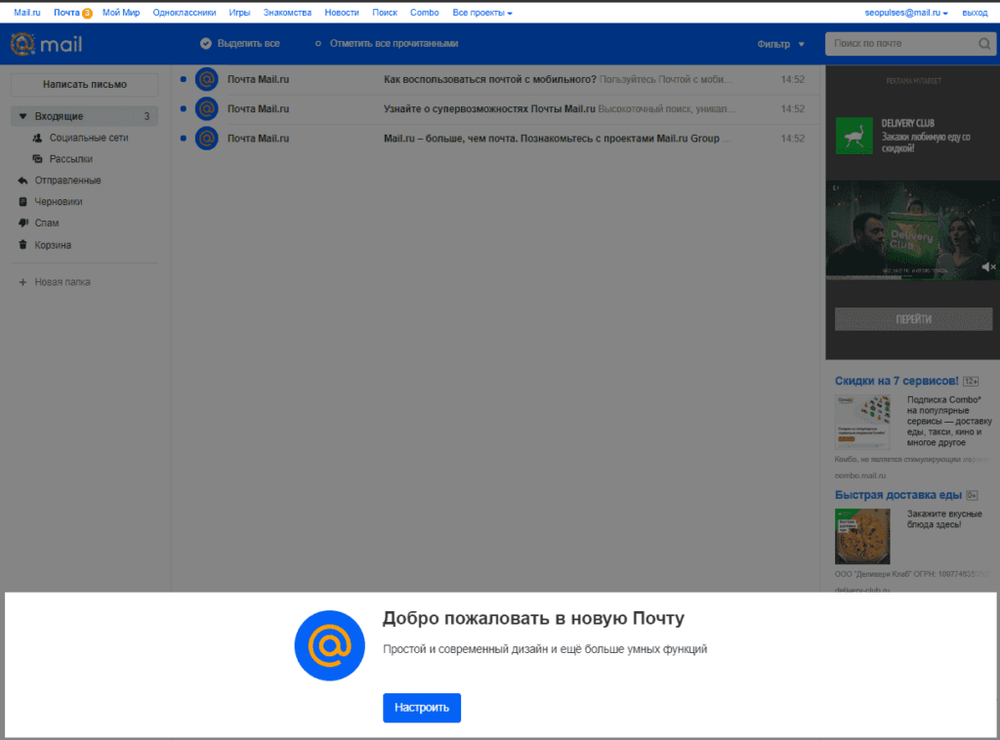 Mail.ru Почта 3 Мой Мир Одноклассники Игры Знакомства Новости Поиск Combo Все проекты seopulses@mail.ru выход
mail Выделить все Отметить все прочитанными Фильтр Поиск по почте
Написать письмо
Входящие 3
Социальные сети
Рассылки
Отправленные
Черновики
Спам
Корзина
Новая папка
Почта Mail.ru Как воспользоваться почтой с мобильного? Пользуйтесь Почтой с моби... 14:52
Почта Mail.ru Узнайте о супервозможностях Почты Mail.ru Высокоточный поиск, уникал... 14:52
Почта Mail.ru Mail.ru – больше, чем почта. Познакомьтесь с проектами Mail.ru Group ... 14:52
РЕКЛАМА MYTARGET
DELIVERY CLUB
Закажи любимую еду со
скидкой!
Delivery
Club
ПЕРЕЙТИ
Скидки на 7 сервисов! 12+
Подписка Combo*
на популярные
сервисы — доставку
еды, такси, кино и
многое другое
Комбо, не является стимулирующим
combo.mail.ru
Быстрая доставка еды 0+
Закажите вкусные
блюда здесь!
ООО "Деливери Клаб" ОГРН:
delivery-club.ru
Добро пожаловать в новую Почту
Простой и современный дизайн и ещё больше умных функций
Настроить